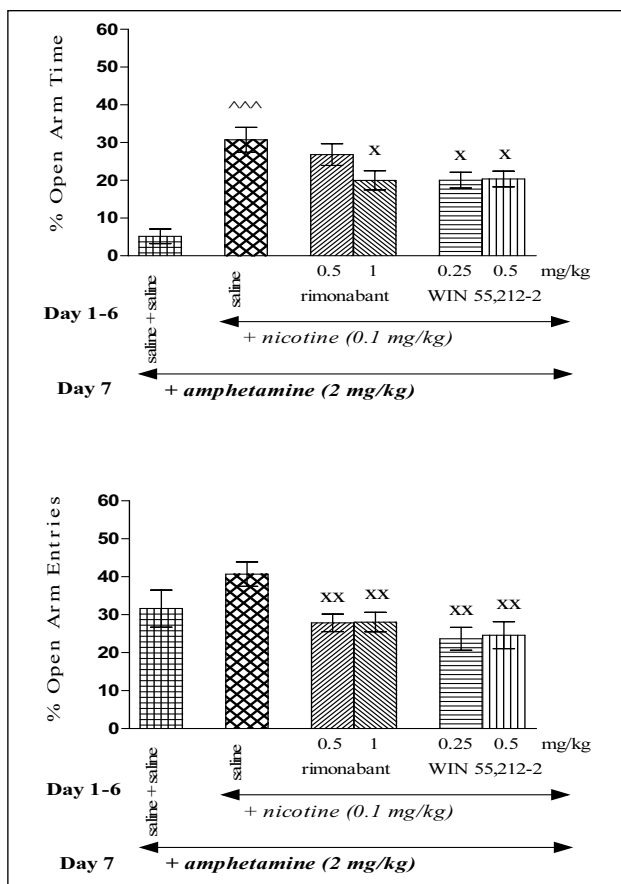 % Open Arm Time
60
50
40
30
20
10
0
^^^
x
x
x
0.5
1
0.25
0.5
mg/kg
rimonabant
WIN 55,212-2
saline + saline
saline
Day 1-6
+ nicotine (0.1 mg/kg)
Day 7
+ amphetamine (2 mg/kg)
% Open Arm Entries
60
50
40
30
20
10
0
xx
xx
xx
xx
0.5
1
0.25
0.5
mg/kg
rimonabant
WIN 55,212-2
saline + saline
saline
Day 1-6
+ nicotine (0.1 mg/kg)
Day 7
+ amphetamine (2 mg/kg)